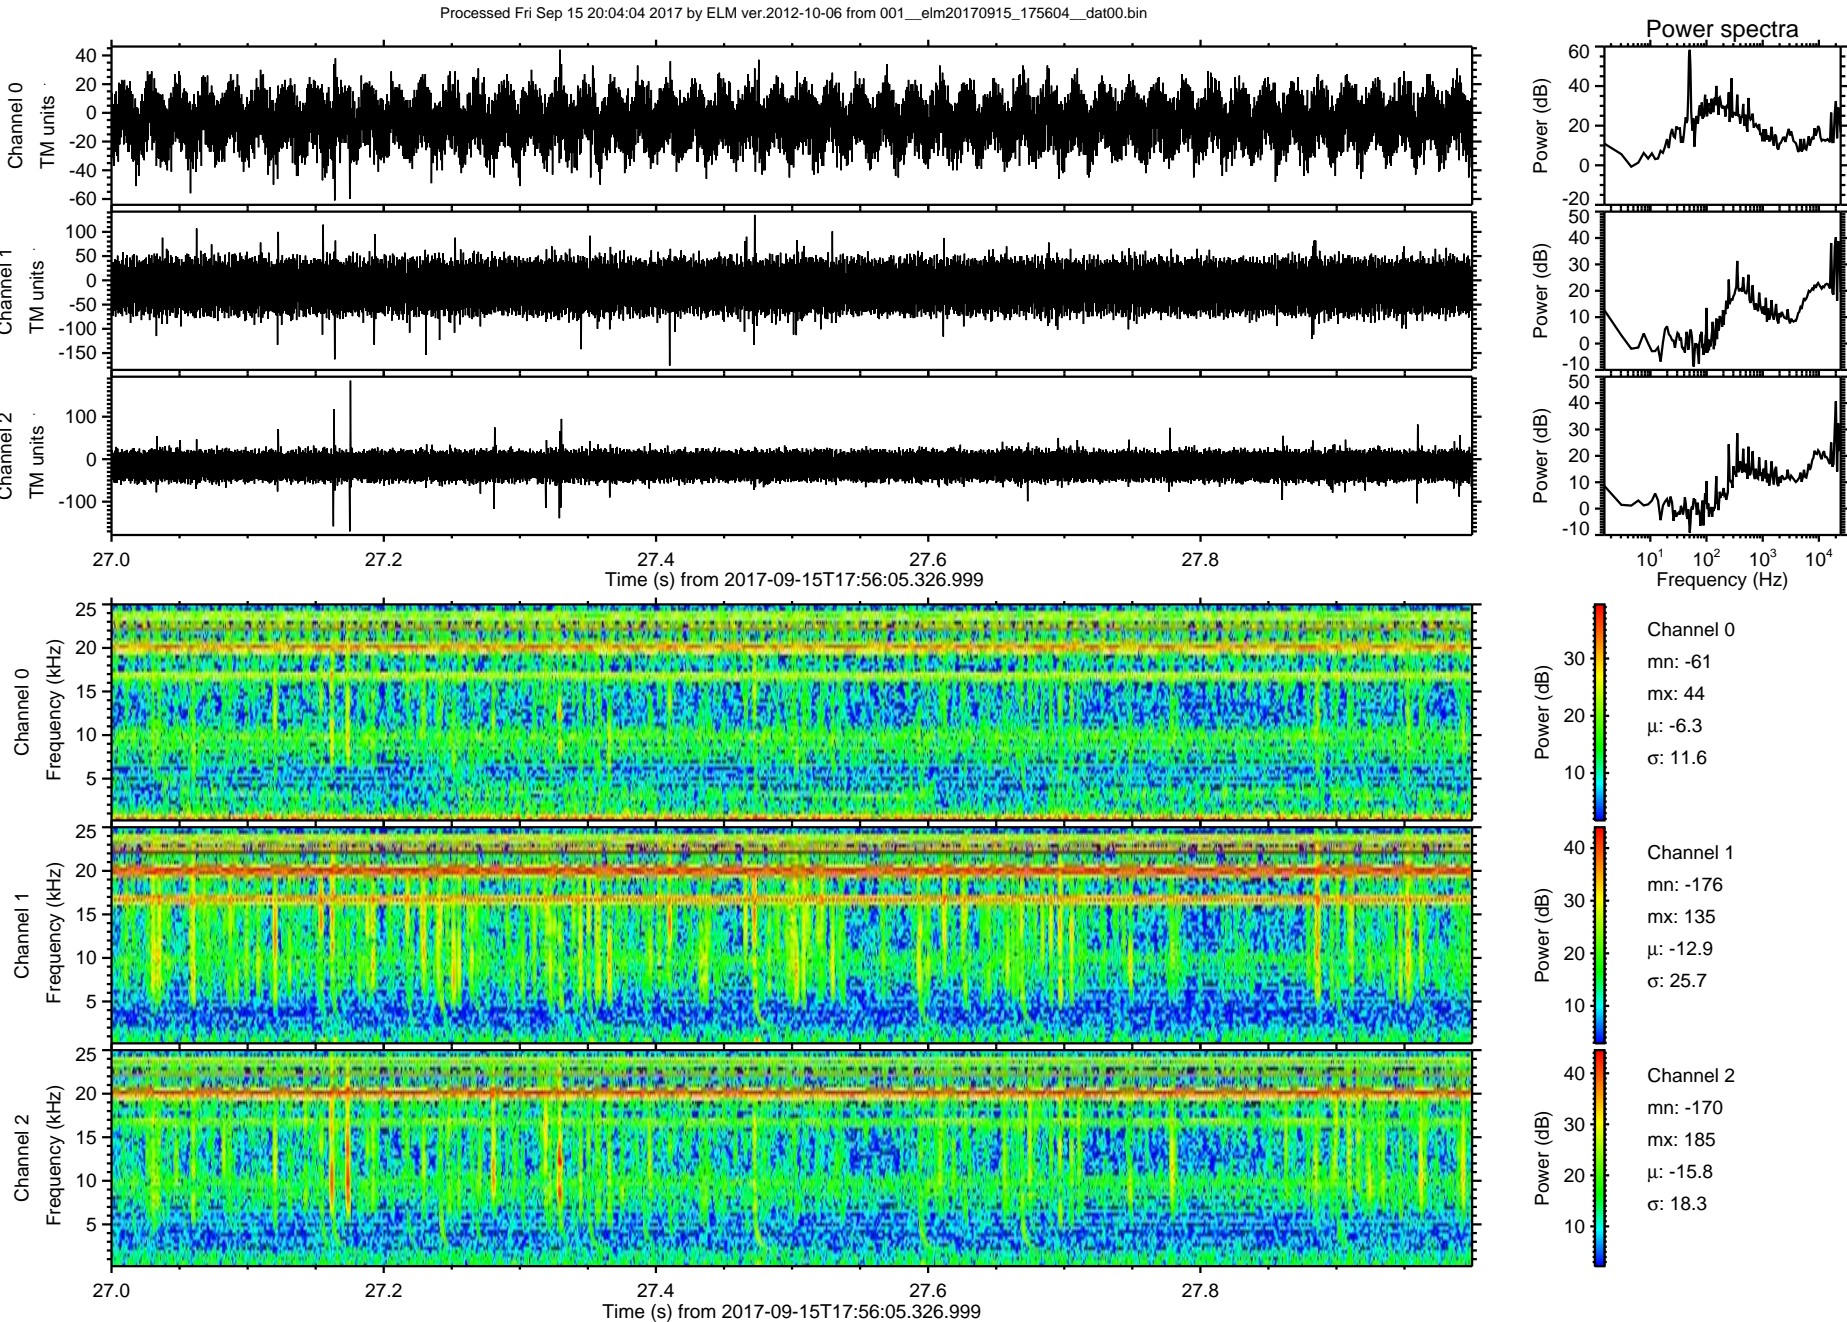 Processed Fri Sep 15 20:04:04 2017 by ELM ver.2012-10-06 from 001__elm20170915_175604__dat00.bin
Power spectra
Channel 0
TM units
40
20
0
-20
-40
-60
Power (dB)
60
40
20
0
-20
Channel 1
TM units
100
50
0
-50
-100
-150
Power (dB)
50
40
30
20
10
0
-10
Channel 2
TM units
100
0
-100
Power (dB)
50
40
30
20
10
0
-10
27.0 27.2 27.4 27.6 27.8
Time (s) from 2017-09-15T17:56:05.326.999
10^1 10^2 10^3 10^4
Frequency (Hz)
Channel 0
Frequency (kHz)
25
20
15
10
5
Power (dB)
30
20
10
Channel 0
mn: -61
mx: 44
μ: -6.3
σ: 11.6
Channel 1
Frequency (kHz)
25
20
15
10
5
Power (dB)
40
30
20
10
Channel 1
mn: -176
mx: 135
μ: -12.9
σ: 25.7
Channel 2
Frequency (kHz)
25
20
15
10
5
Power (dB)
40
30
20
10
Channel 2
mn: -170
mx: 185
μ: -15.8
σ: 18.3
27.0 27.2 27.4 27.6 27.8
Time (s) from 2017-09-15T17:56:05.326.999